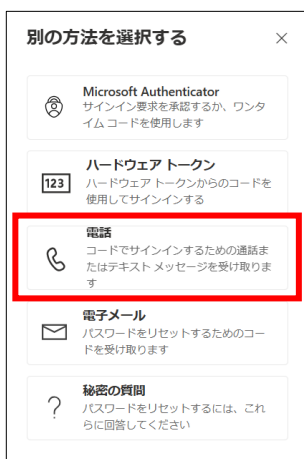 別の方法を選択する
Microsoft Authenticator
サインイン要求を承認するか、ワンタ
イム コードを使用します
123
ハードウェア トークン
ハードウェア トークンからのコードを
使用してサインインする
電話
コードでサインインするための通話ま
たはテキスト メッセージを受け取りま
す
電子メール
パスワードをリセットするためのコー
ドを受け取ります
?
秘密の質問
パスワードをリセットするには、これ
らに回答してください